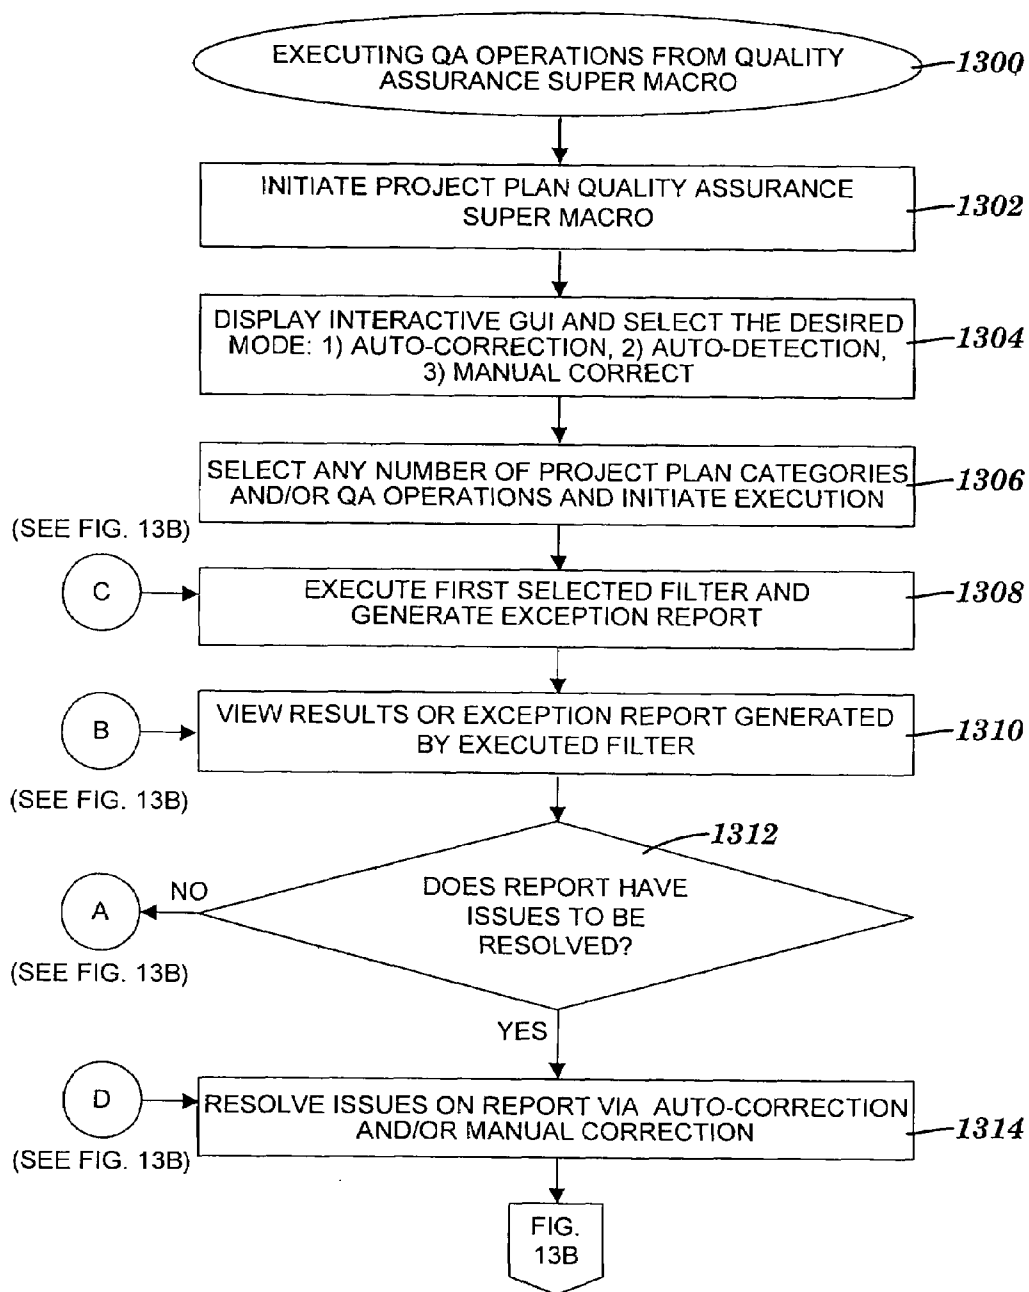 EXECUTING QA OPERATIONS FROM QUALITY
ASSURANCE SUPER MACRO
1300
INITIATE PROJECT PLAN QUALITY ASSURANCE
SUPER MACRO
1302
DISPLAY INTERACTIVE GUI AND SELECT THE DESIRED
MODE: 1) AUTO-CORRECTION, 2) AUTO-DETECTION,
3) MANUAL CORRECT
1304
SELECT ANY NUMBER OF PROJECT PLAN CATEGORIES
AND/OR QA OPERATIONS AND INITIATE EXECUTION
1306
(SEE FIG. 13B)
C
EXECUTE FIRST SELECTED FILTER AND
GENERATE EXCEPTION REPORT
1308
B
(SEE FIG. 13B)
VIEW RESULTS OR EXCEPTION REPORT GENERATED
BY EXECUTED FILTER
1310
1312
DOES REPORT HAVE
ISSUES TO BE
RESOLVED?
NO
A
(SEE FIG. 13B)
YES
D
(SEE FIG. 13B)
RESOLVE ISSUES ON REPORT VIA AUTO-CORRECTION
AND/OR MANUAL CORRECTION
1314
FIG.
13B